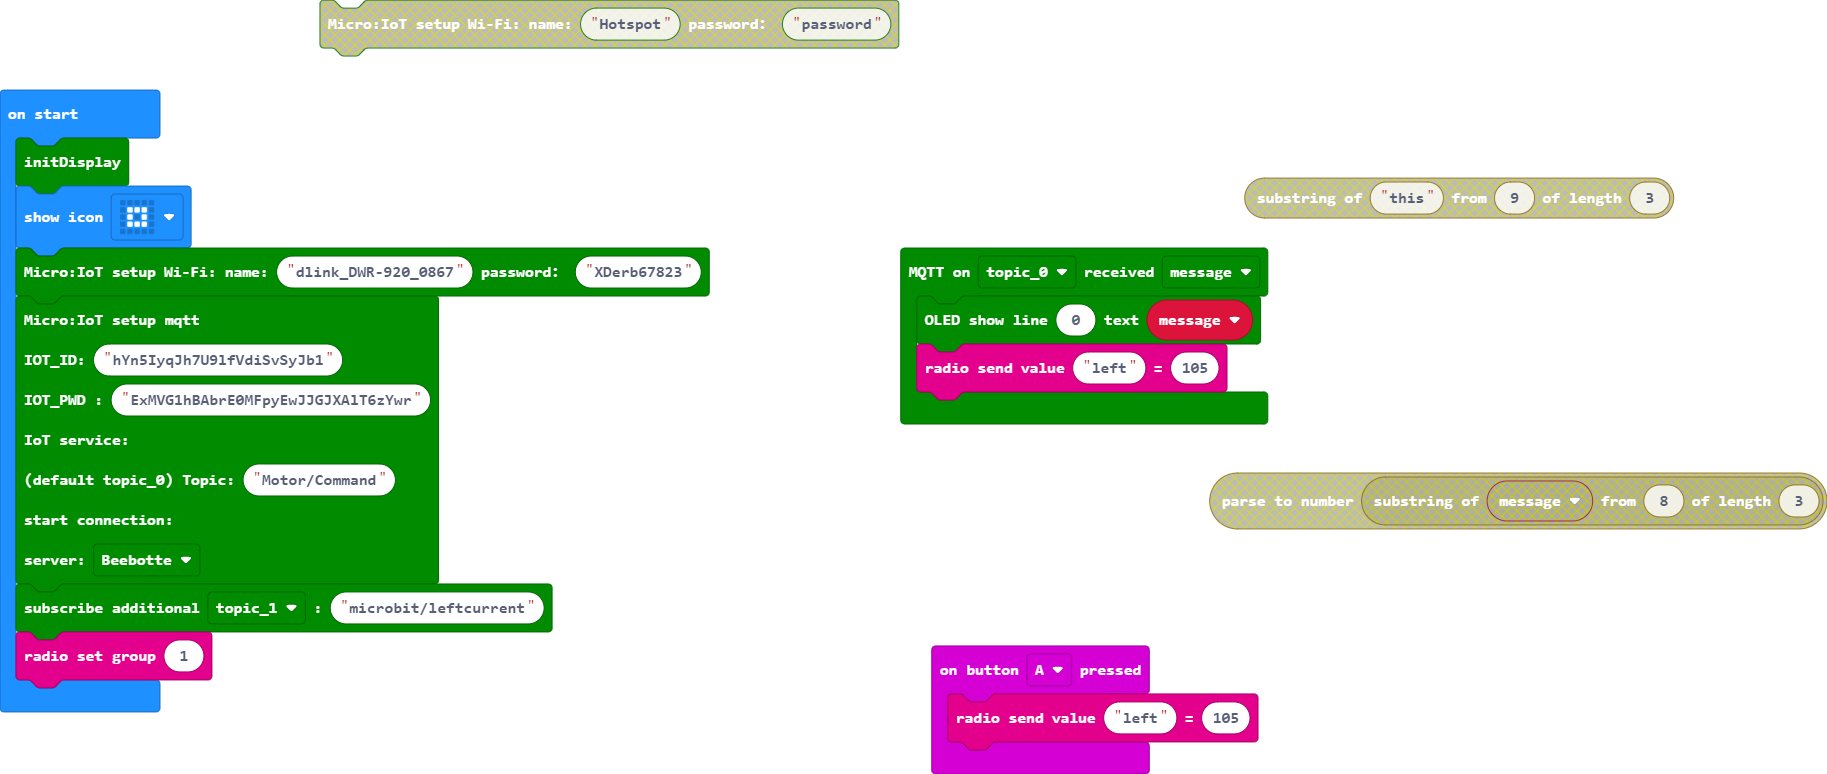 Micro:IoT setup Wi-Fi: name: "Hotspot" password: "password"
on start
initDisplay
show icon
Micro:IoT setup Wi-Fi: name: "dlink_DWR-920_0867" password: "XDerb67823"
Micro:IoT setup mqtt
IOT_ID: "hYn5IyqJh7U9lfVdiSvSyJb1"
IOT_PWD : "ExMVG1hBAbrE0MFpyEwJJGJXAlT6zYwr"
IoT service:
(default topic_0) Topic: "Motor/Command"
start connection:
server: Beebotte
subscribe additional topic_1 : "microbit/leftcurrent"
radio set group 1
substring of "this" from 9 of length 3
MQTT on topic_0 received message
OLED show line 0 text message
radio send value "left" = 105
parse to number substring of message from 8 of length 3
on button A pressed
radio send value "left" = 105